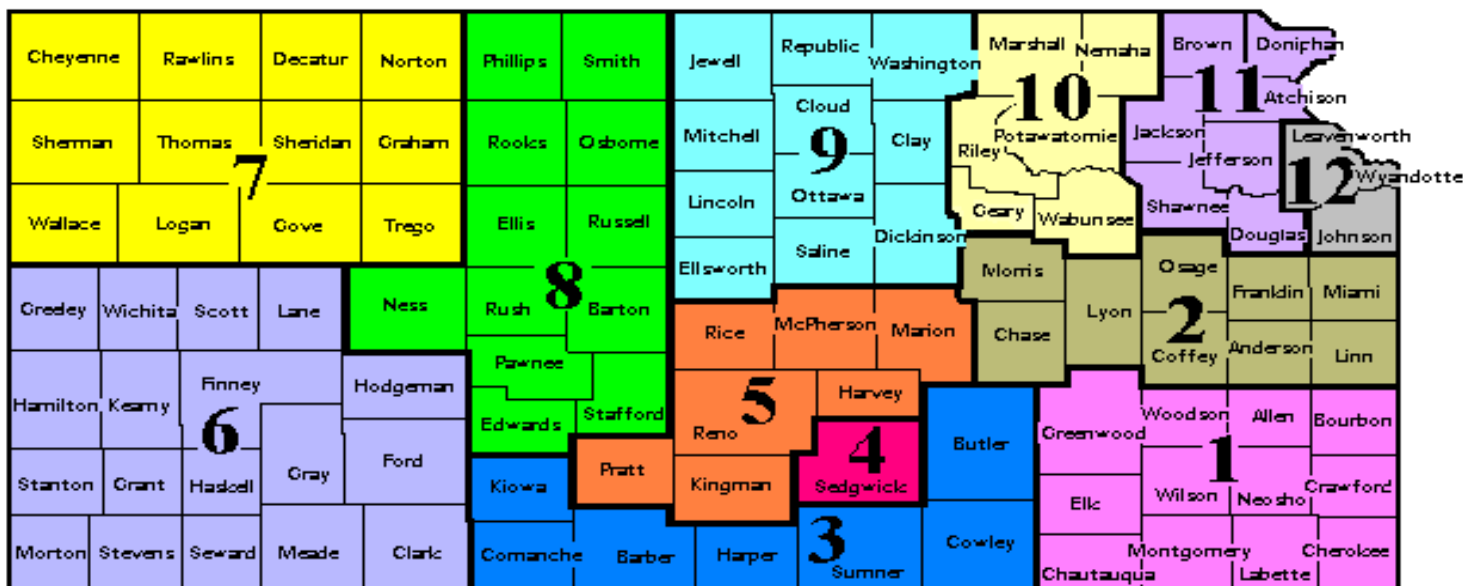 Cheyenne Rawlins Decatur Norton Phillips Smith Jewell Republic Washington Marshall Nemaha Brown Doniphan
10 11
Cloud Atchison
Sherman Thomas Sheridan Graham Rooks Osborne Mitchell 9 Clay Riley Potawatomie Jackson Jefferson Leavenworth
7 12 Wyandotte
Wallace Logan Gove Trego Ellis Russell Lincoln Ottawa Geary Wabunsee Shawnee
Ellsworth Saline Dickinson Douglas Johnson
8
Greeley Wichita Scott Lane Ness Rush Barton Morris Osage Franklin Miami
Rice McPherson Marion Chase Lyon 2
Pawnee Coffey Anderson Linn
Hamilton Kearny Finney Hodgeman Harvey
6 Edwards Stafford Reno 5 Butler Greenwood Woodson Allen Bourbon
Gray Ford 4 1
Stanton Grant Haskell Kiowa Pratt Kingman Sedgwick Elk Wilson Neosho Crawford
Morton Stevens Seward Meade Clark Comanche Barber Harper 3 Cowley Montgomery Cherokee
Sumner Chautauqua Labette